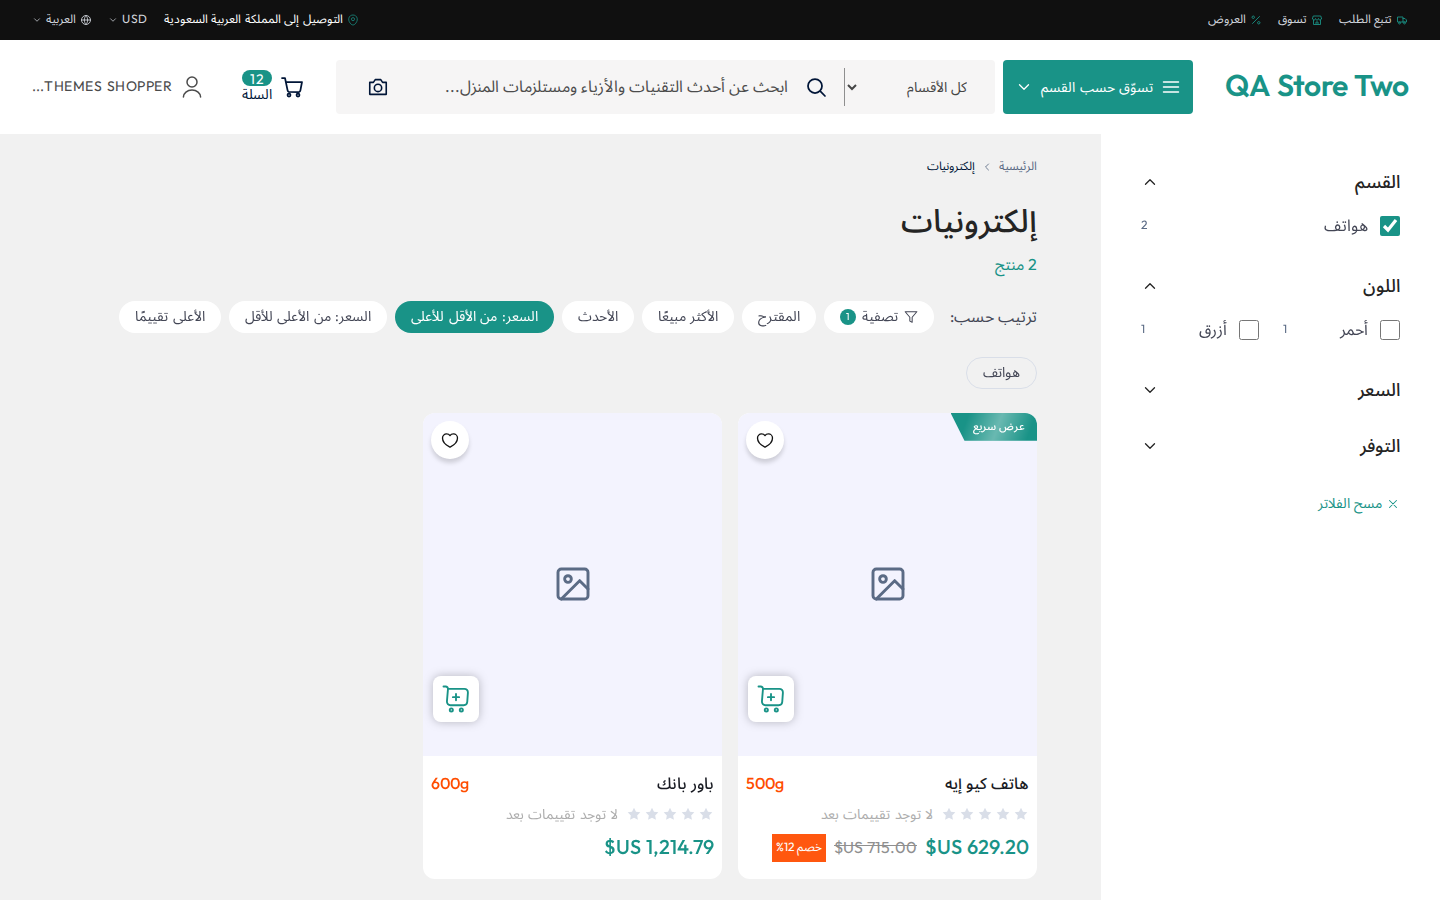 تتبع الطلب
تسوق
العروض
التوصيل إلى المملكة العربية السعودية
USD
العربية
QA Store Two
تسوّق حسب القسم
كل الأقسام
ابحث عن أحدث التقنيات والأزياء ومستلزمات المنزل...
12
السلة
THEMES SHOPPER...
القسم
هواتف
2
اللون
أحمر
1
أزرق
1
السعر
التوفر
مسح الفلاتر
الرئيسية
إلكترونيات
إلكترونيات
2 منتج
ترتيب حسب:
تصفية 1
المقترح
الأكثر مبيعًا
الأحدث
السعر: من الأقل للأعلى
السعر: من الأعلى للأقل
الأعلى تقييمًا
هواتف
عرض سريع
هاتف كيو إيه
500g
لا توجد تقييمات بعد
$US 629.20
$US 715.00
خصم 12%
باور بانك
600g
لا توجد تقييمات بعد
$US 1,214.79